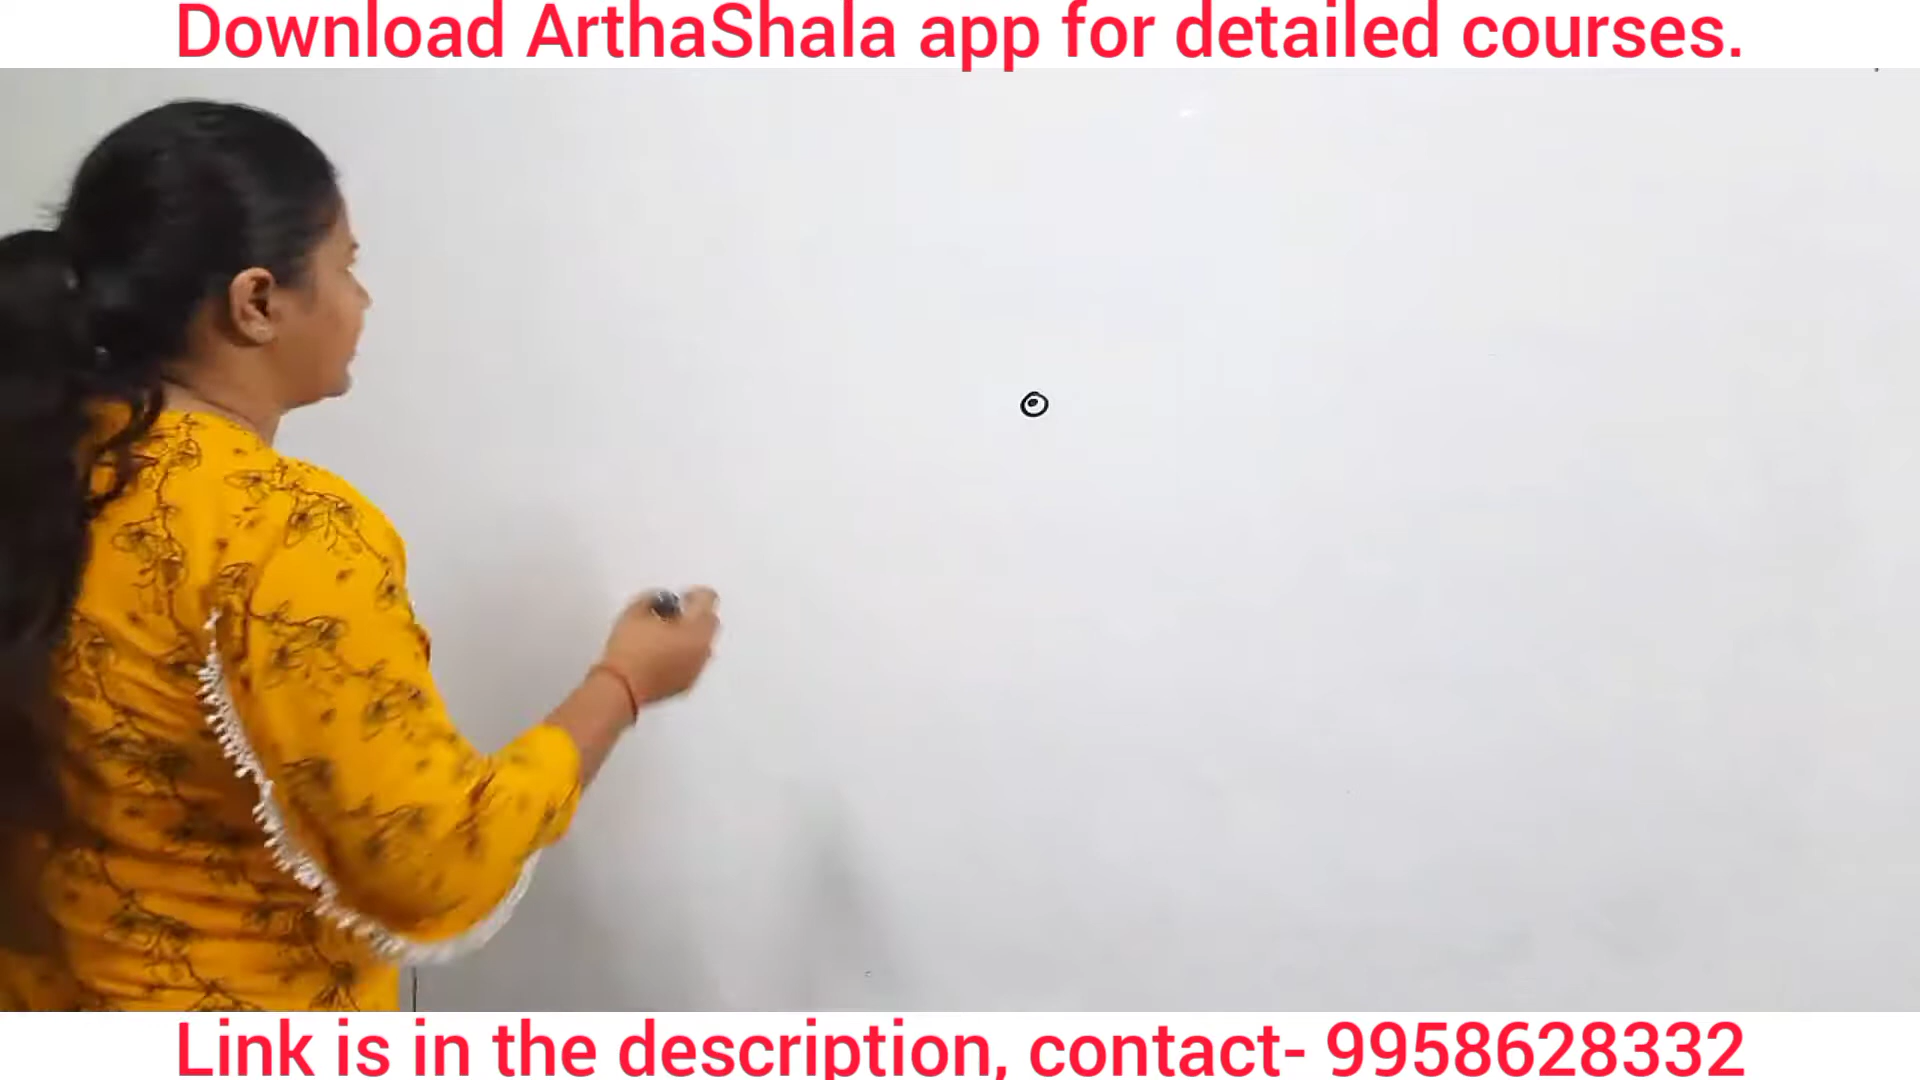 Download ArthaShala app for detailed courses.
Link is in the description, contact- 9958628332